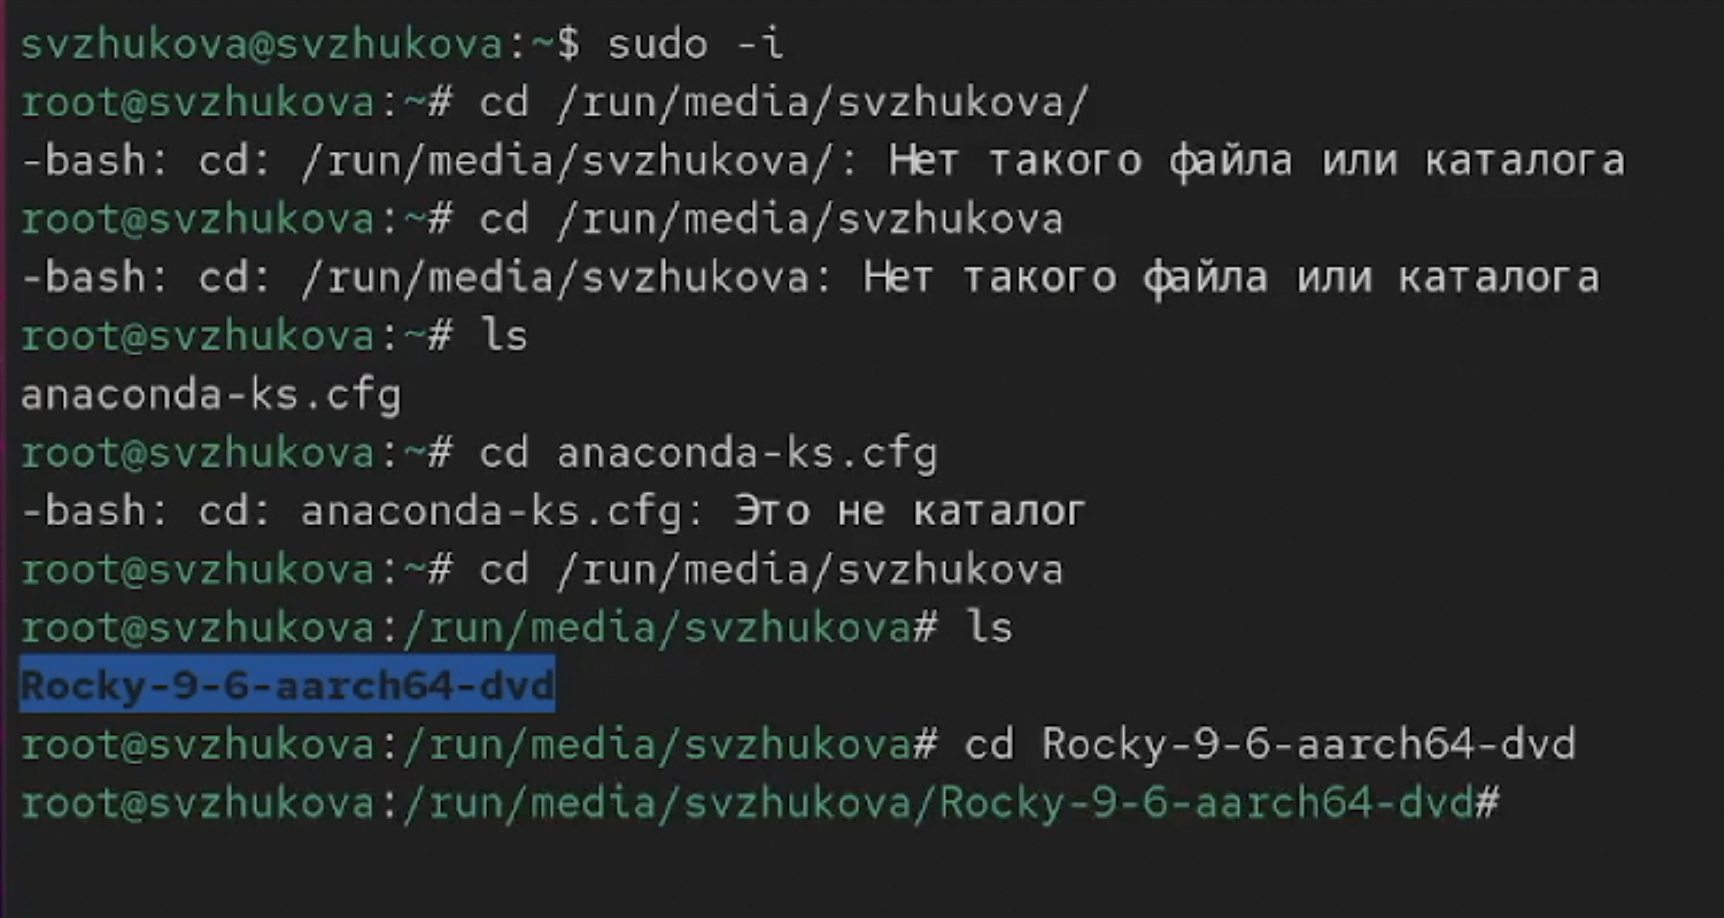 svzhukova@svzhukova:~$ sudo -i
root@svzhukova:~# cd /run/media/svzhukova/
-bash: cd: /run/media/svzhukova/: Нет такого файла или каталога
root@svzhukova:~# cd /run/media/svzhukova
-bash: cd: /run/media/svzhukova: Нет такого файла или каталога
root@svzhukova:~# ls
anaconda-ks.cfg
root@svzhukova:~# cd anaconda-ks.cfg
-bash: cd: anaconda-ks.cfg: Это не каталог
root@svzhukova:~# cd /run/media/svzhukova
root@svzhukova:/run/media/svzhukova# ls
Rocky-9-6-aarch64-dvd
root@svzhukova:/run/media/svzhukova# cd Rocky-9-6-aarch64-dvd
root@svzhukova:/run/media/svzhukova/Rocky-9-6-aarch64-dvd#